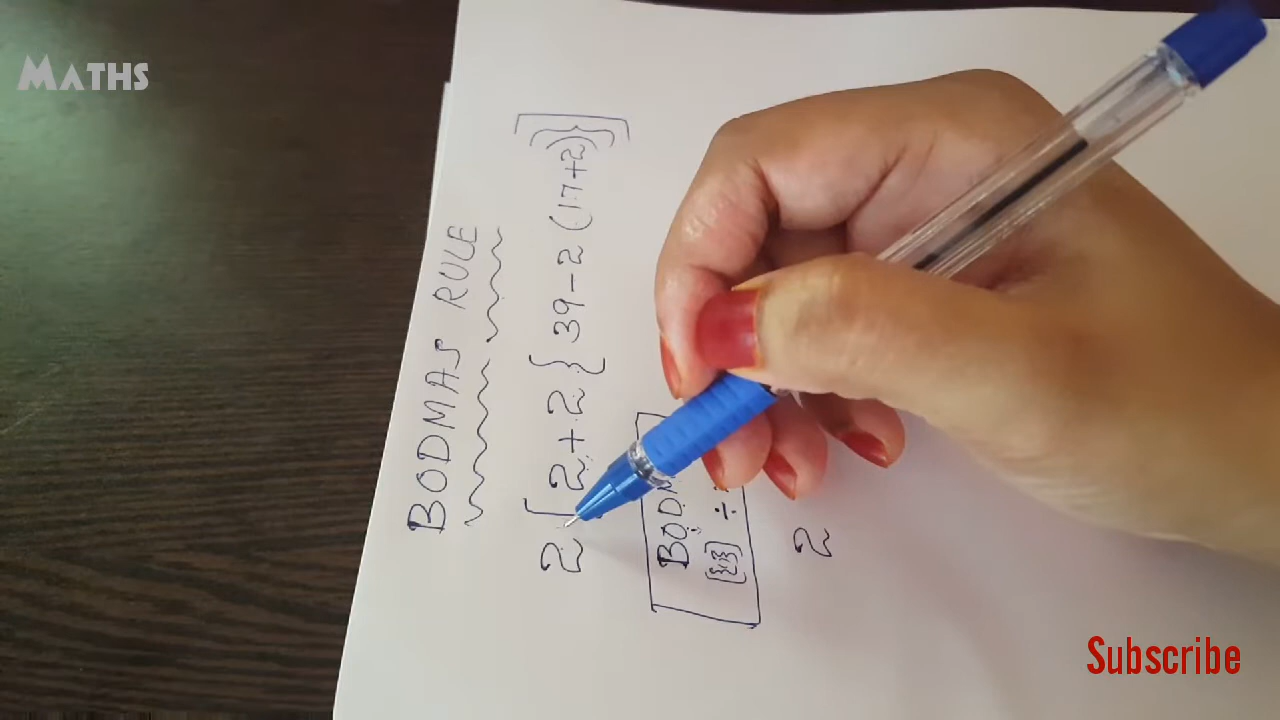 MATHS
BODMAS RULE
2[2+2}39-2(17+2)}]
BOD
[{}] ÷
2
Subscribe